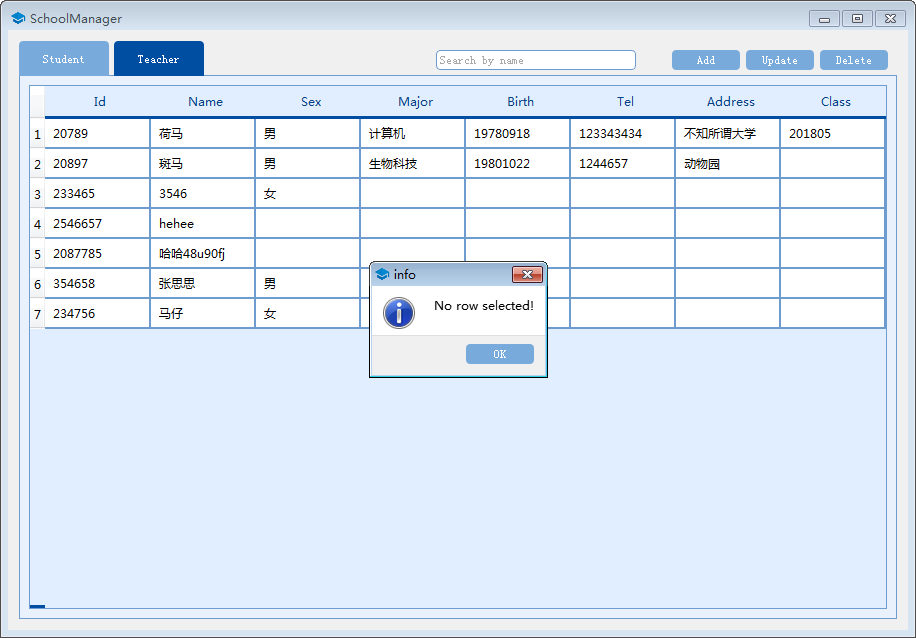 SchoolManager
Student Teacher Search by name Add Update Delete
Id Name Sex Major Birth Tel Address Class
1 20789 荷马 男 计算机 19780918 123343434 不知所谓大学 201805
2 20897 斑马 男 生物科技 19801022 1244657 动物园
3 233465 3546 女
4 2546657 hehee
5 2087785 哈哈48u90fj
6 354658 张思思 男
7 234756 马仔 女
info
No row selected!
OK